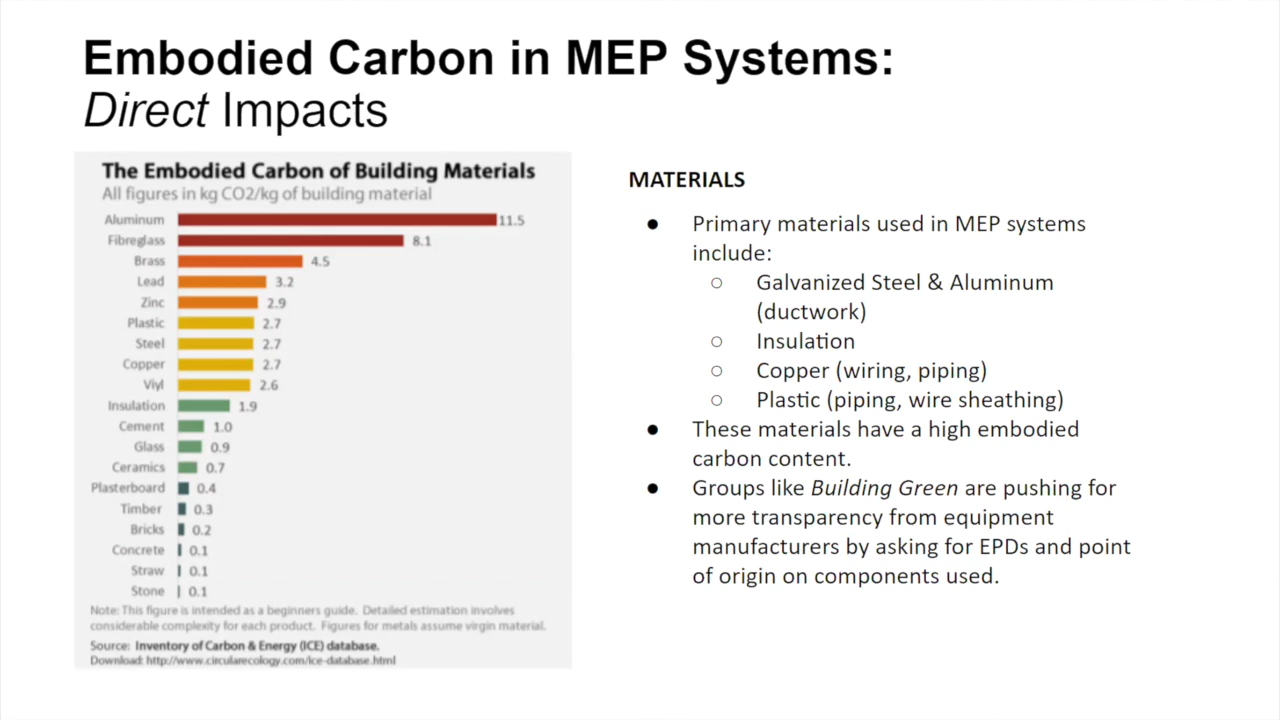 Embodied Carbon in MEP Systems:
Direct Impacts
The Embodied Carbon of Building Materials
All figures in kg CO2/kg of building material
Aluminum 11.5
Fibreglass 8.1
Brass 4.5
Lead 3.2
Zinc 2.9
Plastic 2.7
Steel 2.7
Copper 2.7
Viyl 2.6
Insulation 1.9
Cement 1.0
Glass 0.9
Ceramics 0.7
Plasterboard 0.4
Timber 0.3
Bricks 0.2
Concrete 0.1
Straw 0.1
Stone 0.1
Note: This figure is intended as a beginners guide. Detailed estimation involves
considerable complexity for each product. Figures for metals assume virgin material.
Source: Inventory of Carbon & Energy (ICE) database.
Download: http://www.circularecology.com/ice-database.html
MATERIALS
● Primary materials used in MEP systems
include:
○ Galvanized Steel & Aluminum
(ductwork)
○ Insulation
○ Copper (wiring, piping)
○ Plastic (piping, wire sheathing)
● These materials have a high embodied
carbon content.
● Groups like Building Green are pushing for
more transparency from equipment
manufacturers by asking for EPDs and point
of origin on components used.